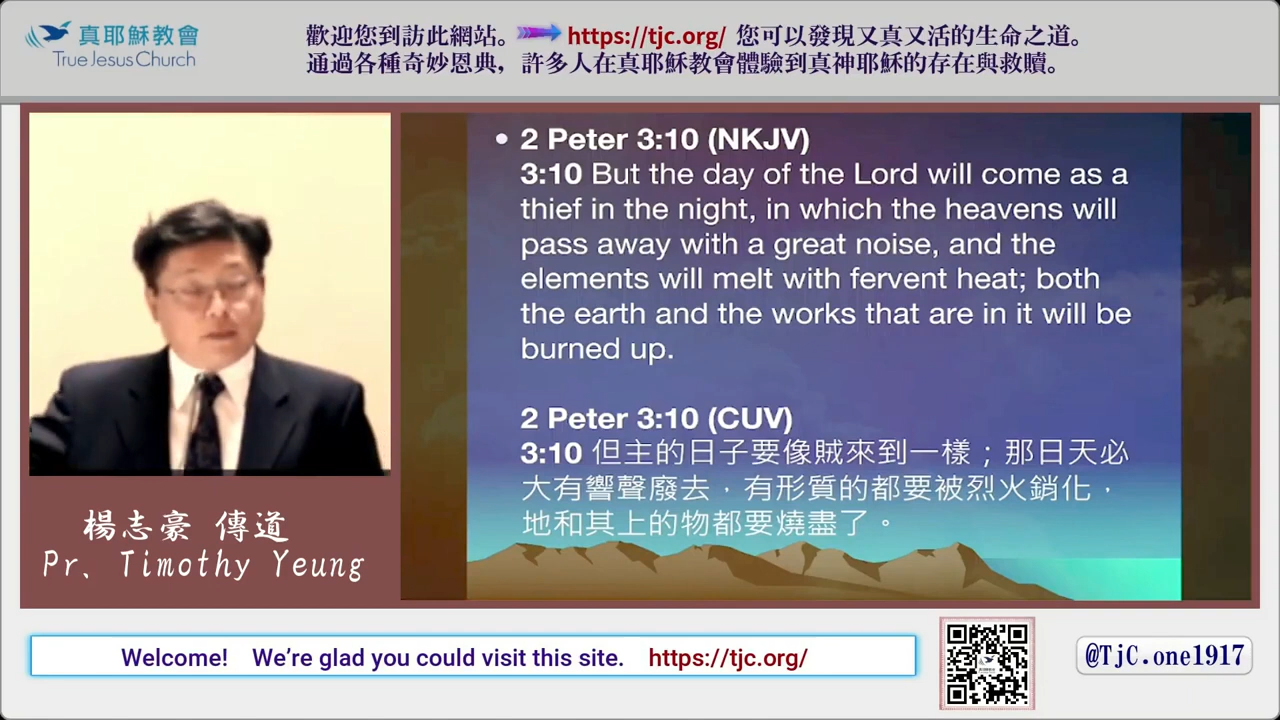 真耶穌教會
True Jesus Church
歡迎您到訪此網站。 https://tjc.org/ 您可以發現又真又活的生命之道。
通過各種奇妙恩典，許多人在真耶穌教會體驗到真神耶穌的存在與救贖。
• 2 Peter 3:10 (NKJV)
3:10 But the day of the Lord will come as a
thief in the night, in which the heavens will
pass away with a great noise, and the
elements will melt with fervent heat; both
the earth and the works that are in it will be
burned up.
2 Peter 3:10 (CUV)
3:10 但主的日子要像賊來到一樣；那日天必
大有響聲廢去，有形質的都要被烈火銷化，
地和其上的物都要燒盡了。
楊志豪 傳道
Pr. Timothy Yeung
Welcome! We’re glad you could visit this site. https://tjc.org/
@TjC.one1917